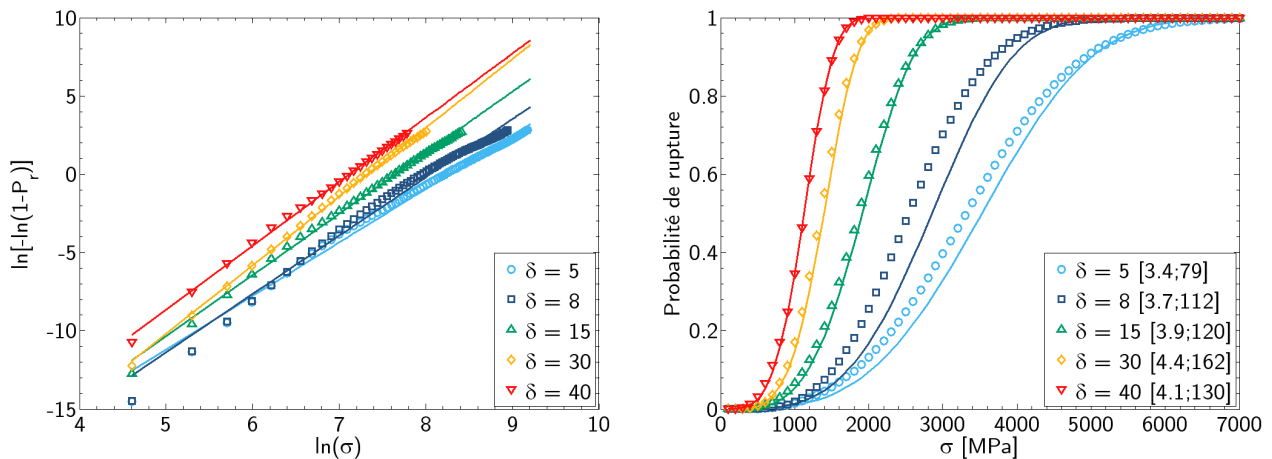 10
5
0
-5
-10
-15
4 5 6 7 8 9 10
ln[-ln(1-Pr)]
ln(σ)
δ = 5
δ = 8
δ = 15
δ = 30
δ = 40
1
0.8
0.6
0.4
0.2
0
0 1000 2000 3000 4000 5000 6000 7000
Probabilité de rupture
σ [MPa]
δ = 5 [3.4;79]
δ = 8 [3.7;112]
δ = 15 [3.9;120]
δ = 30 [4.4;162]
δ = 40 [4.1;130]